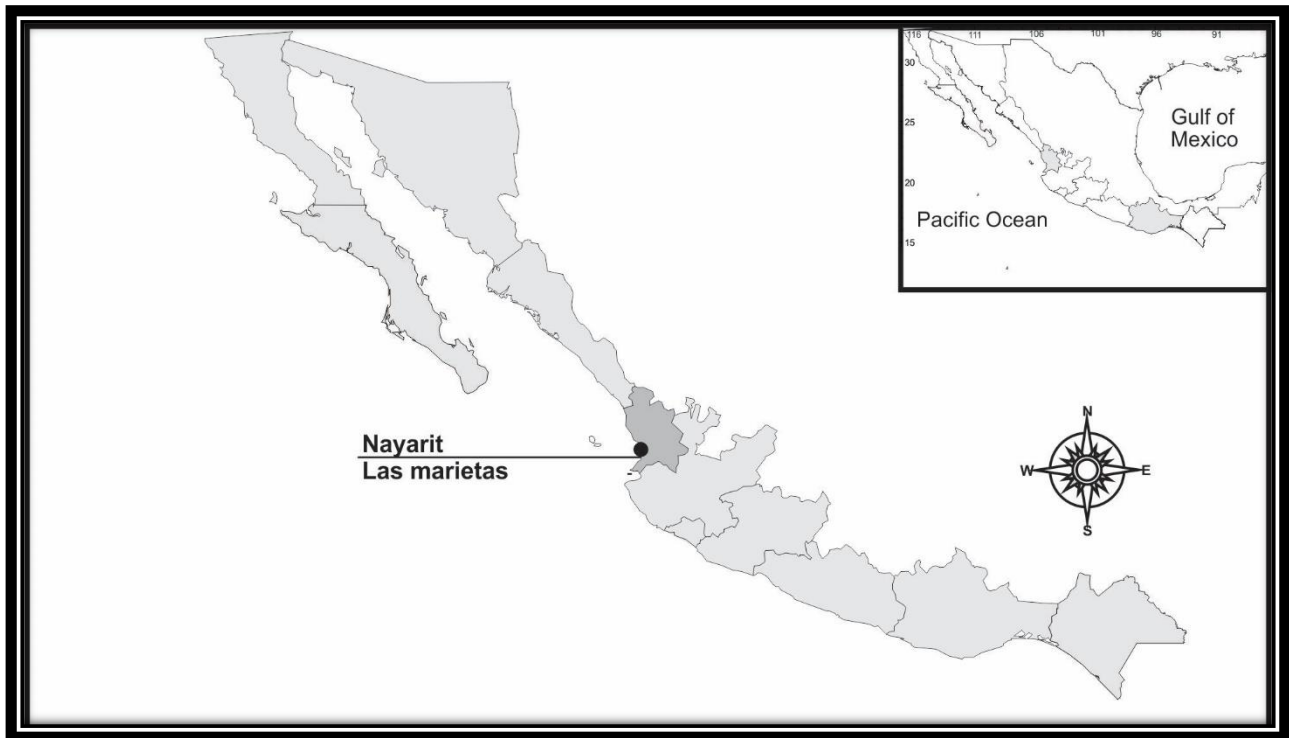 116 111 106 101 96 91
30
25
20
15
Gulf of
Mexico
Pacific Ocean
Nayarit
Las marietas
N
W E
S